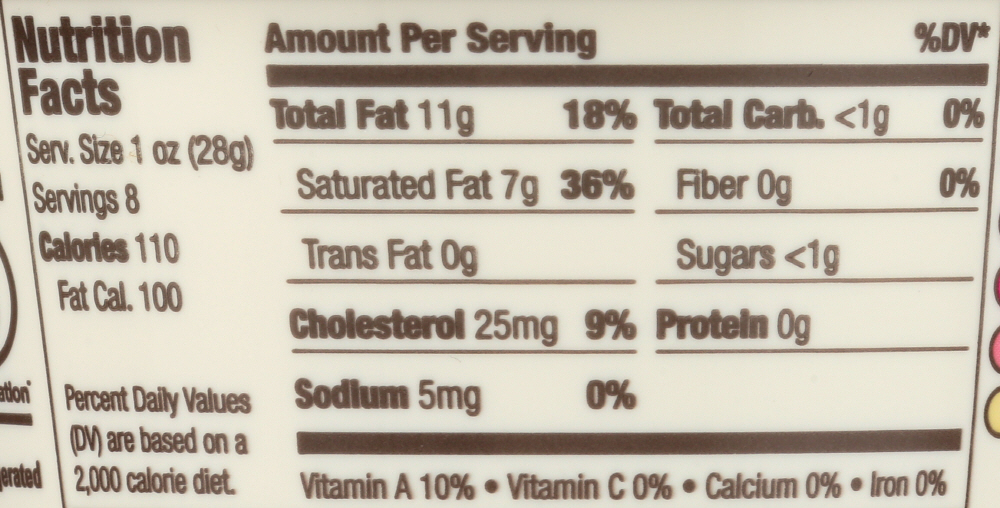 Nutrition
Facts
Serv. Size 1 oz (28g)
Servings 8
Calories 110
Fat Cal. 100
Percent Daily Values
(DV) are based on a
2,000 calorie diet.
Amount Per Serving %DV*
Total Fat 11g 18% Total Carb. <1g 0%
Saturated Fat 7g 36% Fiber 0g 0%
Trans Fat 0g Sugars <1g
Cholesterol 25mg 9% Protein 0g
Sodium 5mg 0%
Vitamin A 10% • Vitamin C 0% • Calcium 0% • Iron 0%